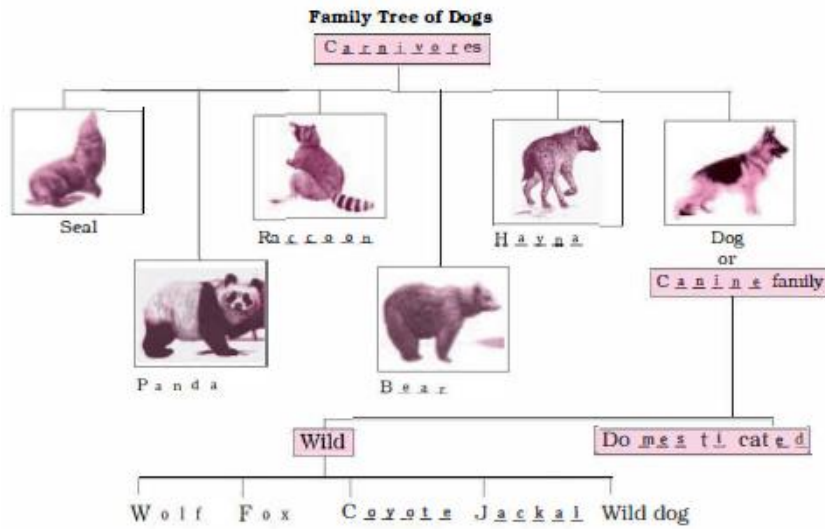 Family Tree of Dogs
Carnivores
Seal
Raccoon
Hayna
Dog
or
Canine family
Panda
Bear
Wild
Domesticated
Wolf Fox Coyote Jackal Wild dog